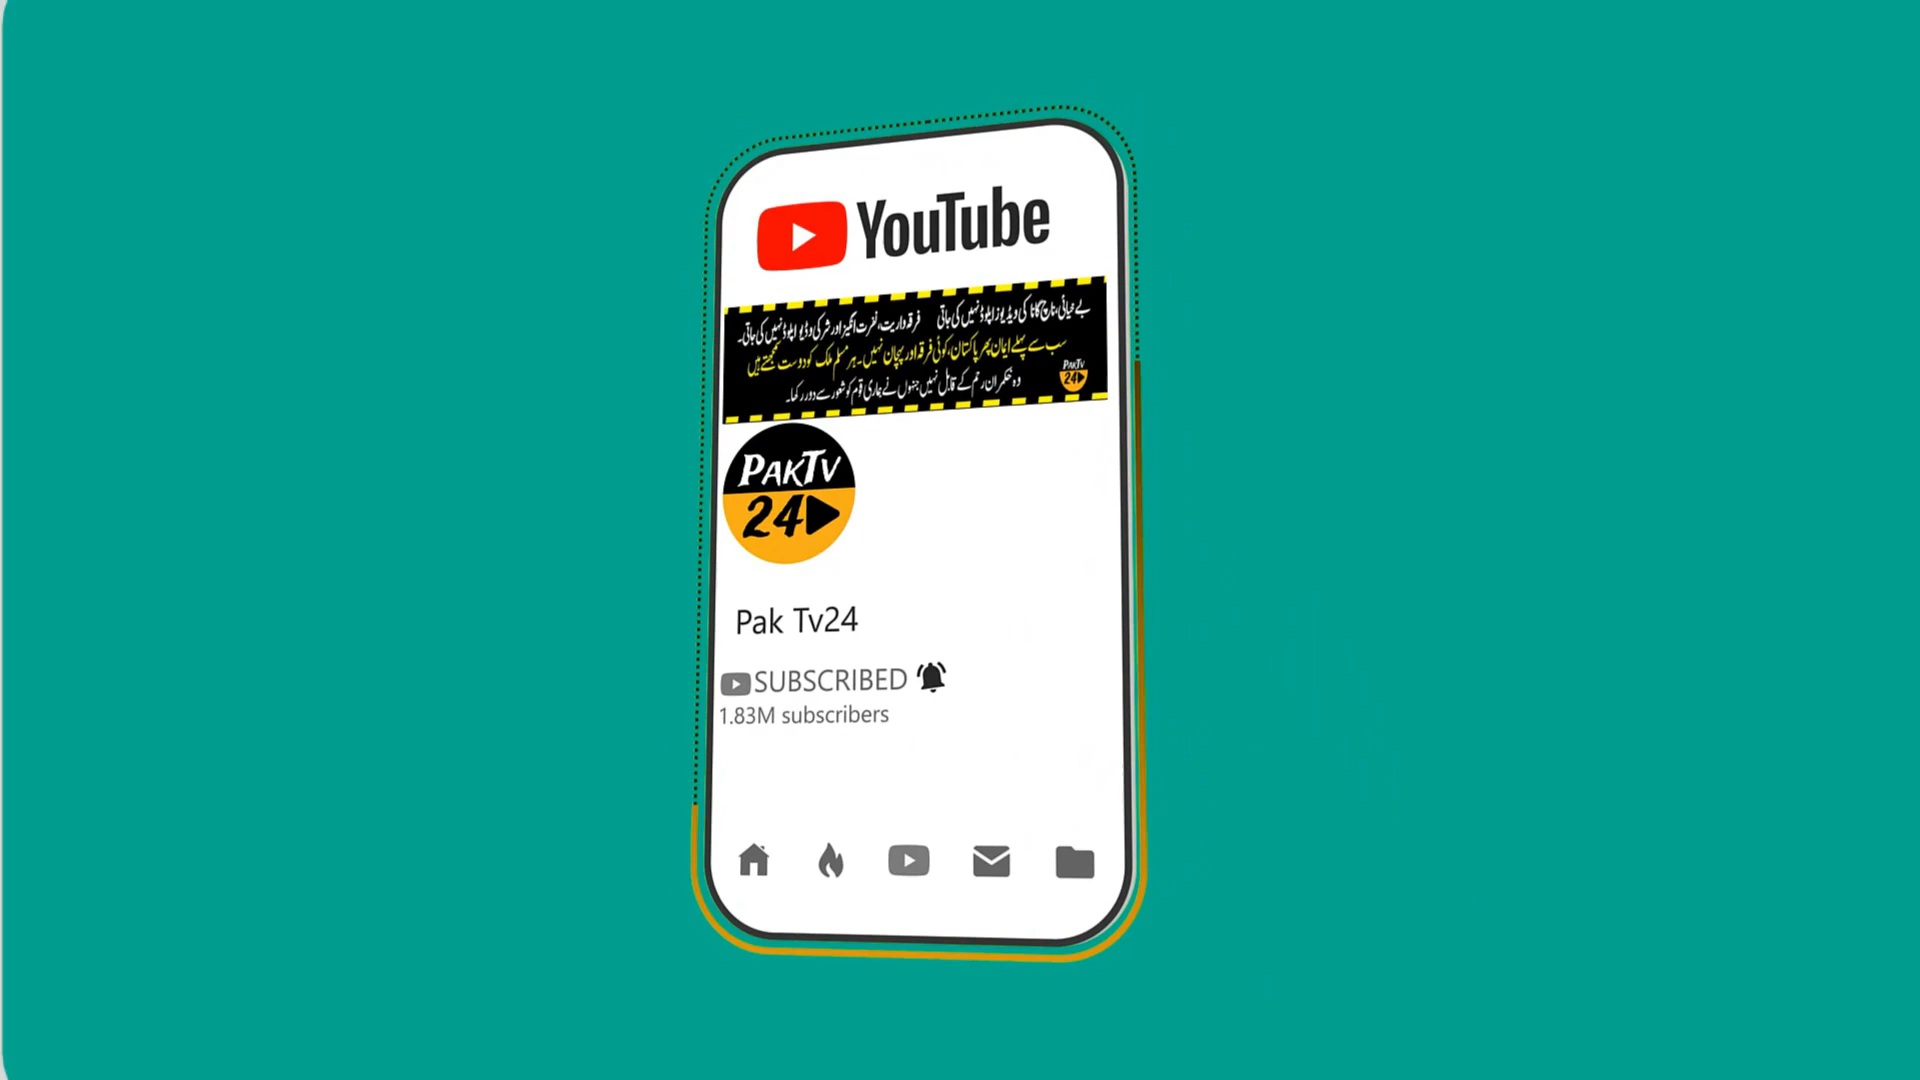 YouTube
بے حیائی، ناچ گانا کی ویڈیوز اپلوڈ نہیں کی جاتی فرقہ واریت، نفرت انگیز اور شر کی وڈیو اپلوڈ نہیں کی جاتی۔
سب سے پہلے ایمان پھر پاکستان، کوئی فرقہ اور پہچان نہیں۔ ہر مسلم ملک کو دوست سمجھتے ہیں
وہ حکمران رحم کے قابل نہیں جنہوں نے ہماری قوم کو شعور سے دور رکھا۔
PAKTV
24
PAKTV
24
Pak Tv24
SUBSCRIBED
1.83M subscribers